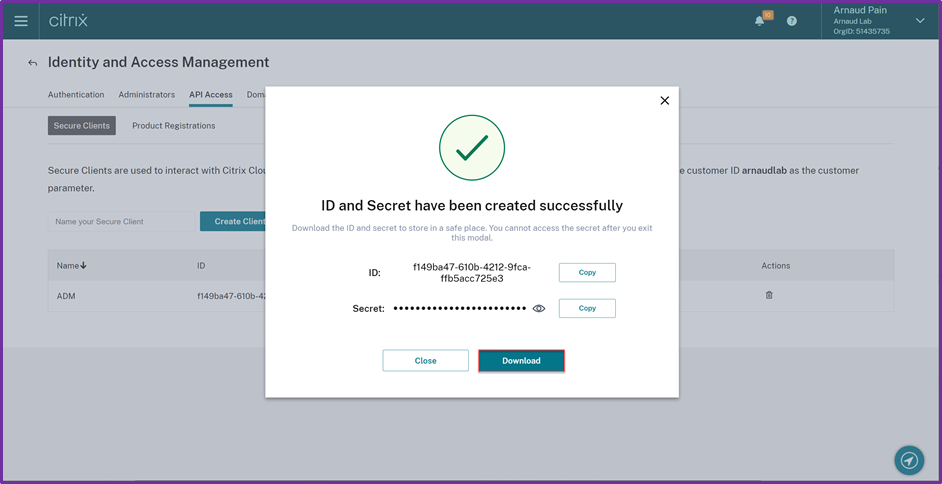 citrix
10
?
Arnaud Pain
Arnaud Lab
OrgID: 51435735
Identity and Access Management
Authentication Administrators API Access Dom
Secure Clients Product Registrations
Secure Clients are used to interact with Citrix Clou
e customer ID arnaudlab as the customer
parameter.
Name your Secure Client
Create Client
Name ID Actions
ADM f149ba47-610b-42
ID and Secret have been created successfully
Download the ID and secret to store in a safe place. You cannot access the secret after you exit
this modal.
ID: f149ba47-610b-4212-9fca-
ffb5acc725e3
Copy
Secret: ••••••••••••••••••••••••
Copy
Close Download